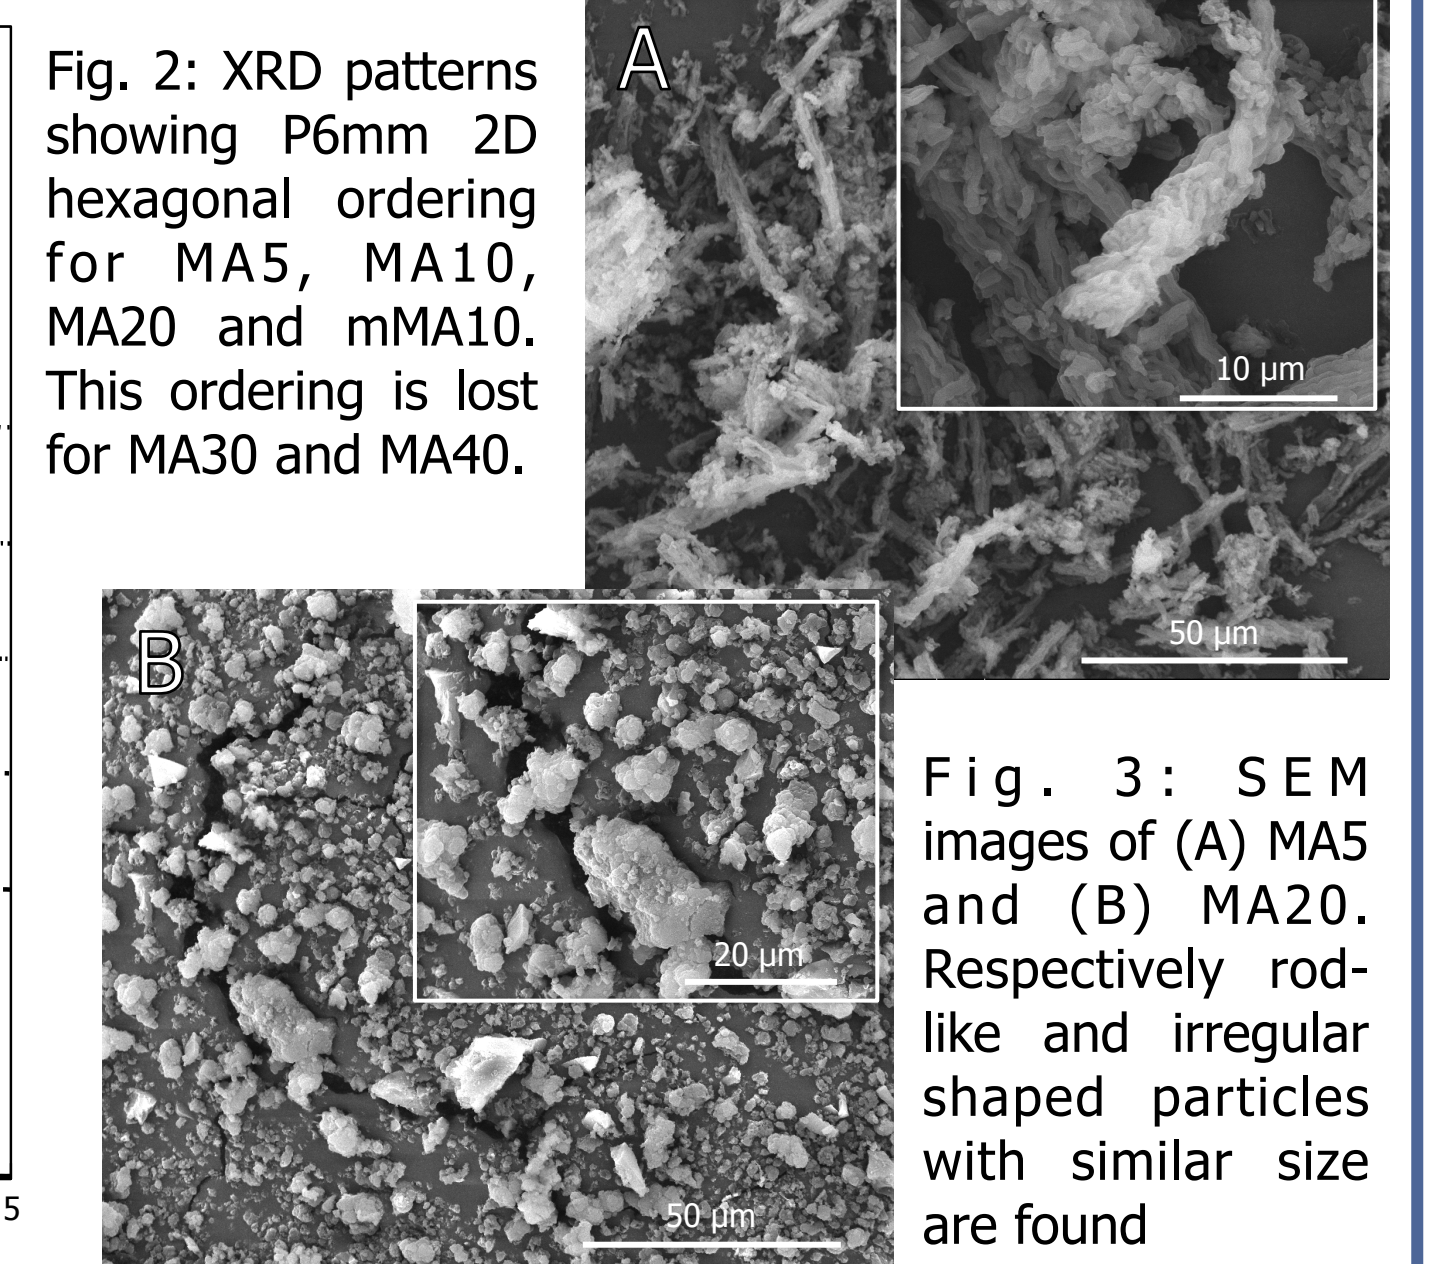 Fig. 2: XRD patterns
showing P6mm 2D
hexagonal ordering
for MA5, MA10,
MA20 and mMA10.
This ordering is lost
for MA30 and MA40.
A
10 µm
50 µm
B
20 µm
50 µm
5
Fig. 3: SEM
images of (A) MA5
and (B) MA20.
Respectively rod-
like and irregular
shaped particles
with similar size
are found